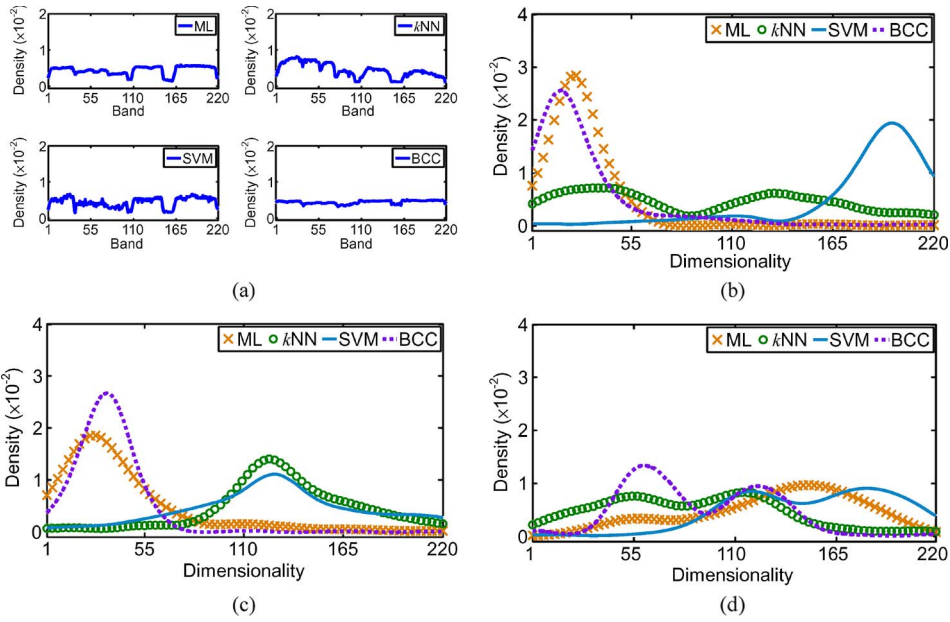 2
ML
Density (×10⁻²)
1
0
1 55 110 165 220
Band
2
kNN
Density (×10⁻²)
1
0
1 55 110 165 220
Band
2
SVM
Density (×10⁻²)
1
0
1 55 110 165 220
Band
2
BCC
Density (×10⁻²)
1
0
1 55 110 165 220
Band
(a)
4
ML kNN SVM BCC
3
Density (×10⁻²)
2
1
0
1 55 110 165 220
Dimensionality
(b)
4
ML kNN SVM BCC
3
Density (×10⁻²)
2
1
0
1 55 110 165 220
Dimensionality
(c)
4
ML kNN SVM BCC
3
Density (×10⁻²)
2
1
0
1 55 110 165 220
Dimensionality
(d)